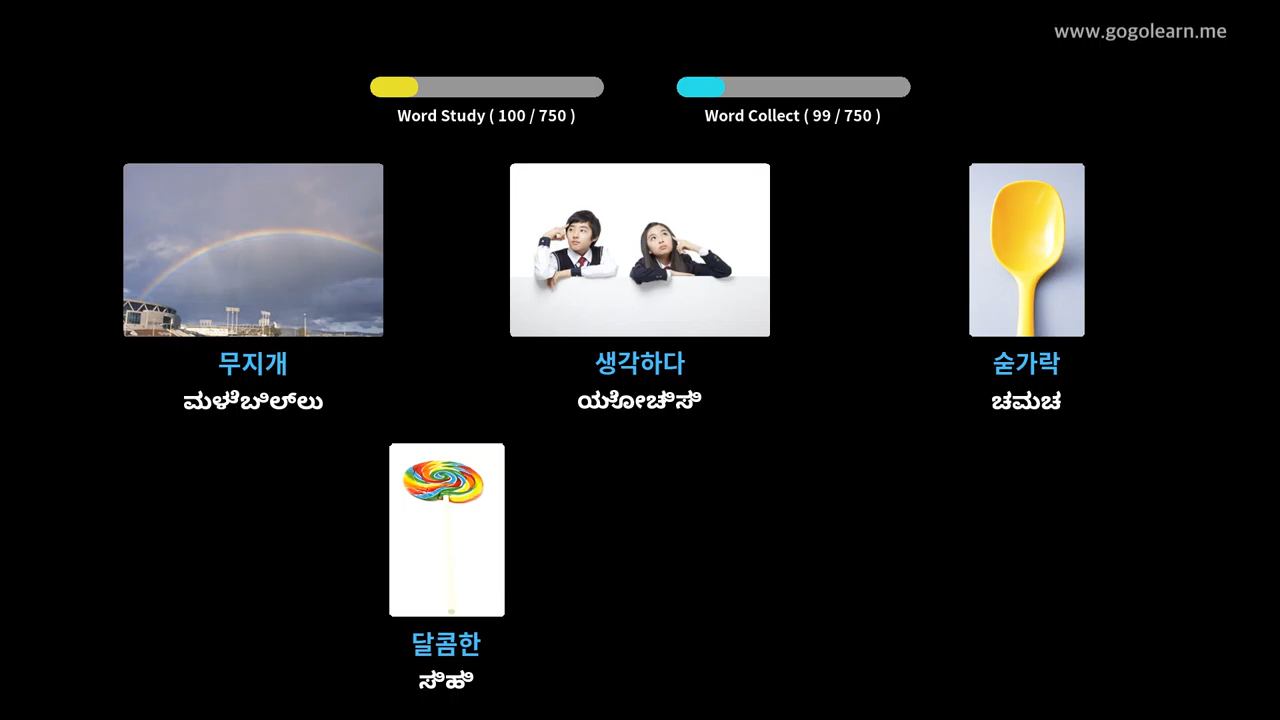 www.gogolearn.me
Word Study ( 100 / 750 )
Word Collect ( 99 / 750 )
무지개
ಮಳೆಬಿಲ್ಲು
생각하다
ಯೋಚಿಸಿ
숟가락
ಚಮಚ
달콤한
ಸಿಹಿ